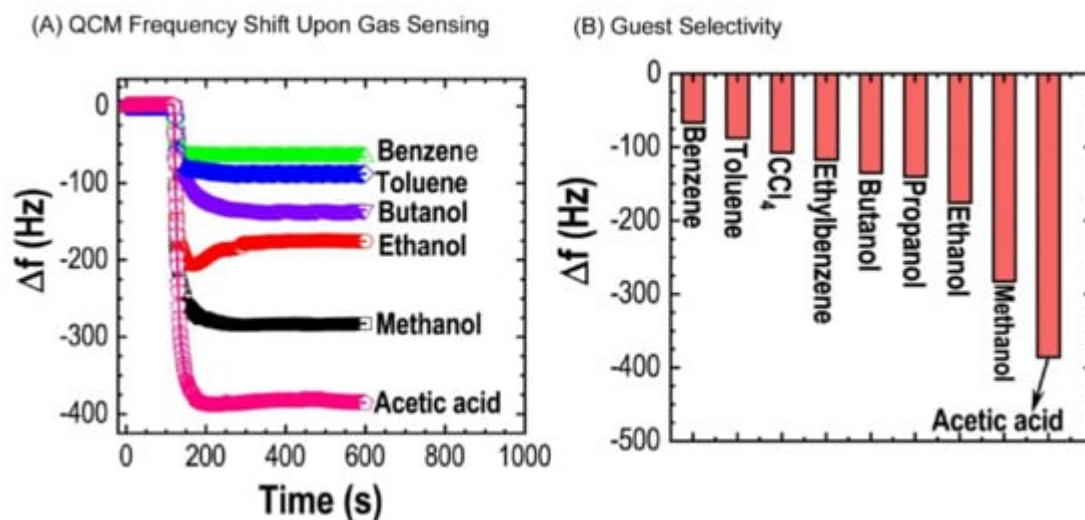 (A) QCM Frequency Shift Upon Gas Sensing
Δf (Hz)
0
-100
-200
-300
-400
0 200 400 600 800 1000
Time (s)
Benzene
Toluene
Butanol
Ethanol
Methanol
Acetic acid
(B) Guest Selectivity
Δf (Hz)
0
-100
-200
-300
-400
-500
Benzene
Toluene
CCl₄
Ethylbenzene
Butanol
Propanol
Ethanol
Methanol
Acetic acid